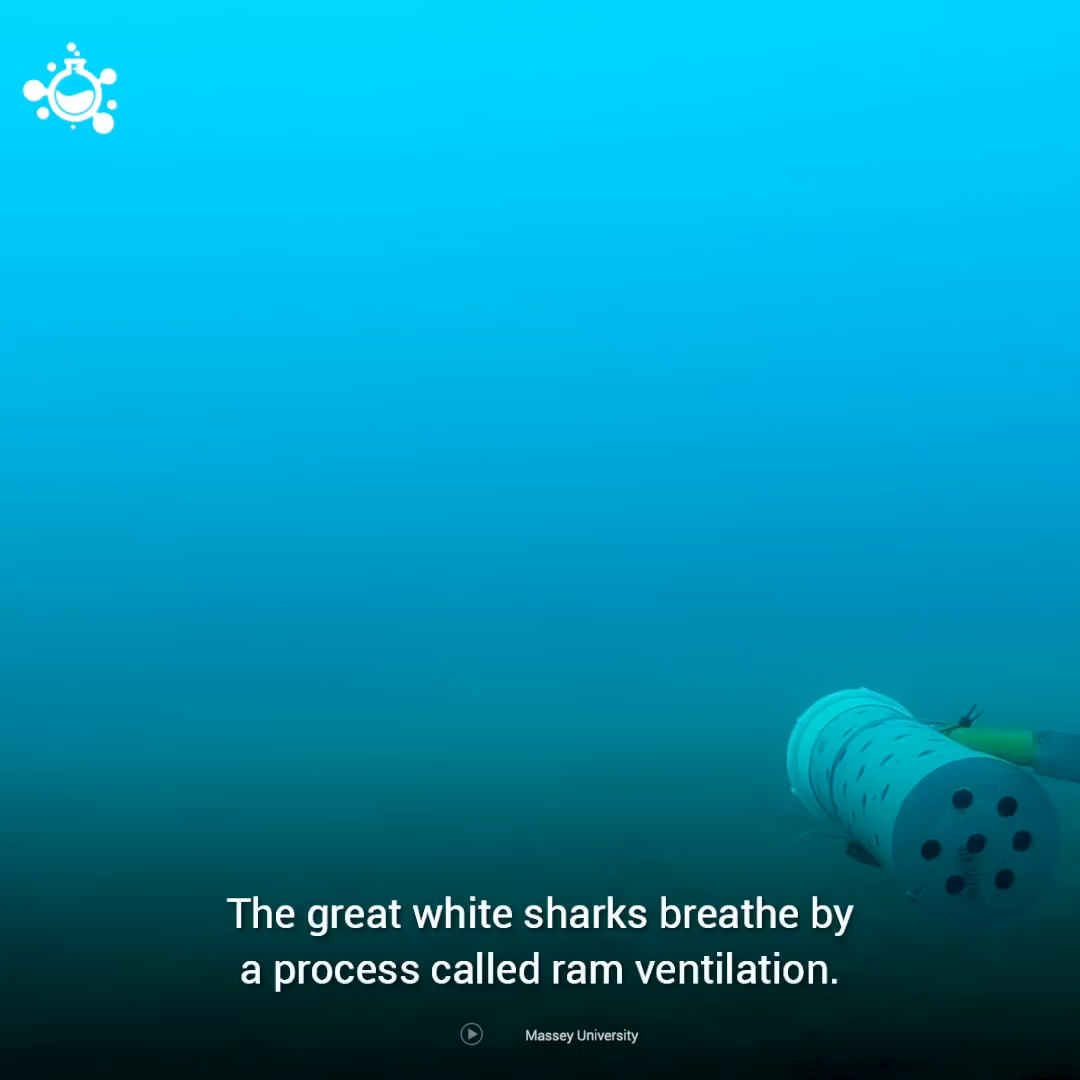 The great white sharks breathe by
a process called ram ventilation.
Massey University